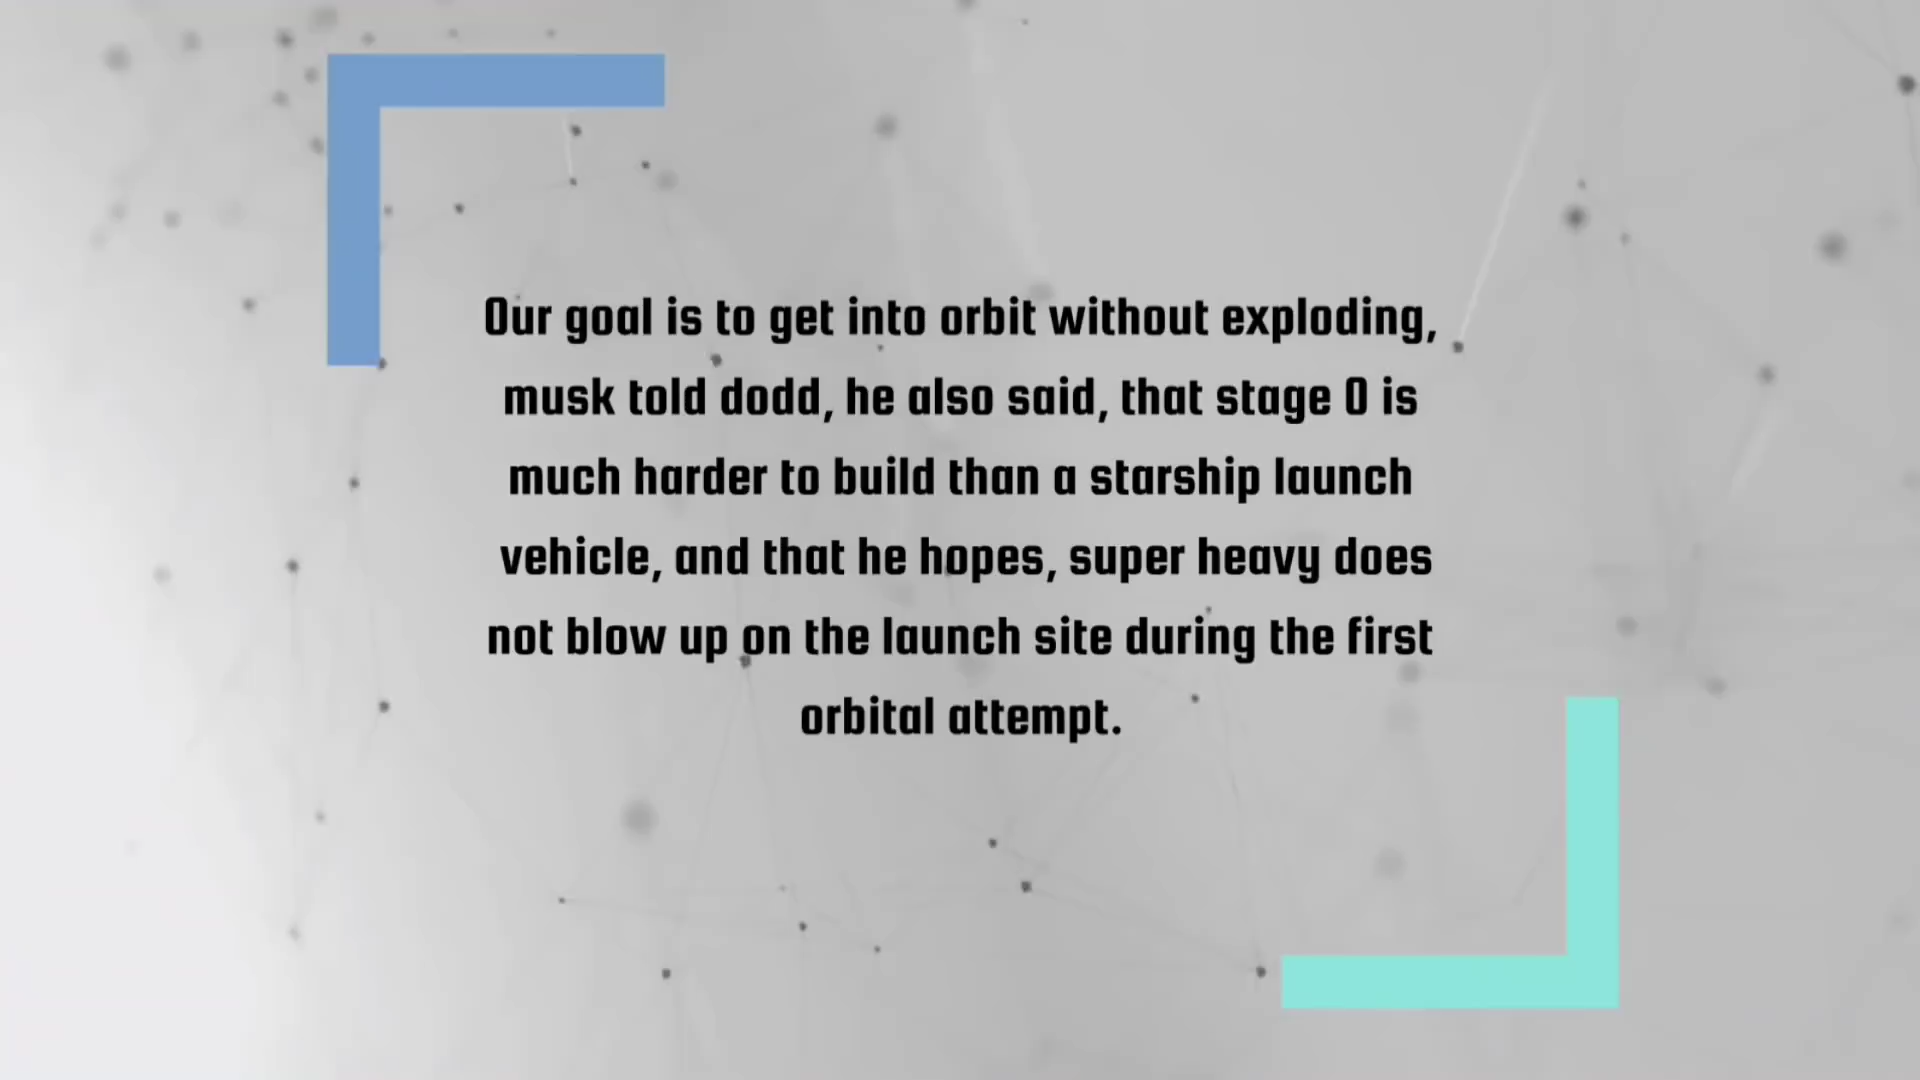 Our goal is to get into orbit without exploding,
musk told dodd, he also said, that stage 0 is
much harder to build than a starship launch
vehicle, and that he hopes, super heavy does
not blow up on the launch site during the first
orbital attempt.